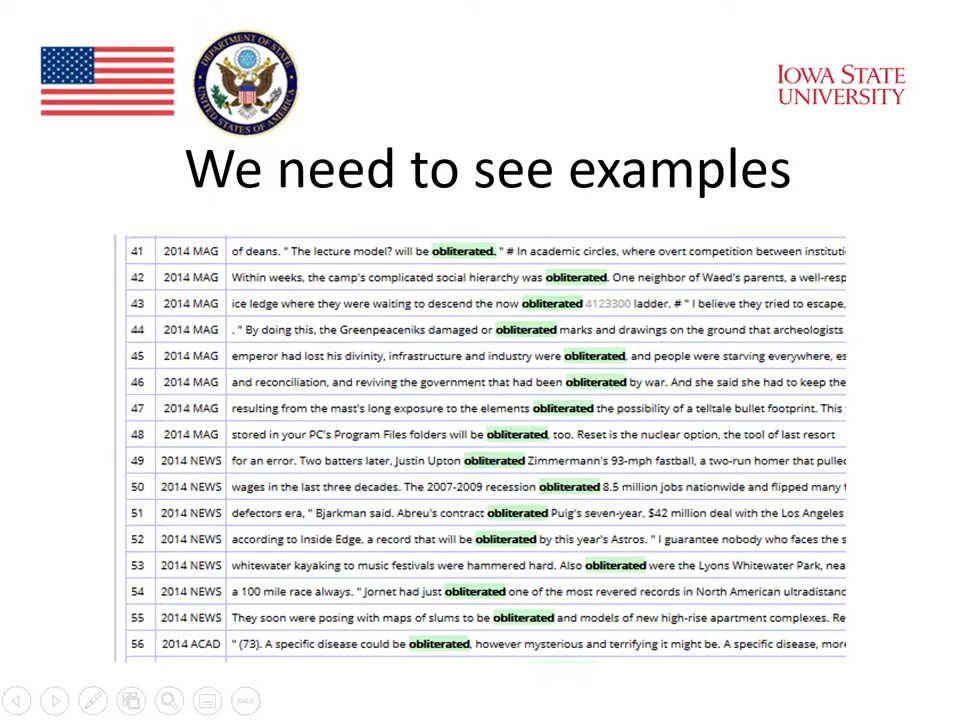 DEPARTMENT OF STATE
UNITED STATES OF AMERICA
IOWA STATE
UNIVERSITY
We need to see examples
41 2014 MAG of deans. " The lecture model? will be obliterated. " # In academic circles, where overt competition between instituti
42 2014 MAG Within weeks, the camp's complicated social hierarchy was obliterated. One neighbor of Waed's parents, a well-resp
43 2014 MAG ice ledge where they were waiting to descend the now obliterated 4123300 ladder. # " I believe they tried to escape,
44 2014 MAG . " By doing this, the Greenpeaceniks damaged or obliterated marks and drawings on the ground that archeologists
45 2014 MAG emperor had lost his divinity, infrastructure and industry were obliterated, and people were starving everywhere, es
46 2014 MAG and reconciliation, and reviving the government that had been obliterated by war. And she said she had to keep the
47 2014 MAG resulting from the mast's long exposure to the elements obliterated the possibility of a telltale bullet footprint. This
48 2014 MAG stored in your PC's Program Files folders will be obliterated, too. Reset is the nuclear option, the tool of last resort
49 2014 NEWS for an error. Two batters later, Justin Upton obliterated Zimmermann's 93-mph fastball, a two-run homer that pulled
50 2014 NEWS wages in the last three decades. The 2007-2009 recession obliterated 8.5 million jobs nationwide and flipped many
51 2014 NEWS defectors era, " Bjarkman said. Abreu's contract obliterated Puig's seven-year, $42 million deal with the Los Angeles
52 2014 NEWS according to Inside Edge, a record that will be obliterated by this year's Astros. " I guarantee nobody who faces the s
53 2014 NEWS whitewater kayaking to music festivals were hammered hard. Also obliterated were the Lyons Whitewater Park, nea
54 2014 NEWS a 100 mile race always. " Jornet had just obliterated one of the most revered records in North American ultradistanc
55 2014 NEWS They soon were posing with maps of slums to be obliterated and models of new high-rise apartment complexes. Re
56 2014 ACAD " (73). A specific disease could be obliterated, however mysterious and terrifying it might be. A specific disease, more